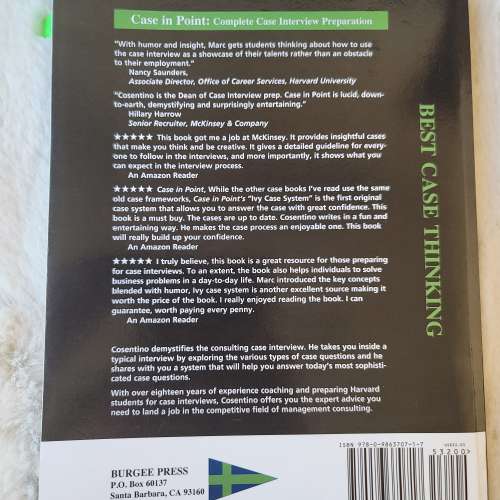 Case in Point: Complete Case Interview Preparation
"With humor and insight, Marc gets students thinking about how to use
the case interview as a showcase of their talents rather than an obstacle
to their employment."
Nancy Saunders,
Associate Director, Office of Career Services, Harvard University
"Cosentino is the Dean of Case Interview prep. Case in Point is lucid, down-
to-earth, demystifying and surprisingly entertaining."
Hillary Harrow
Senior Recruiter, McKinsey & Company
★★★★★ This book got me a job at McKinsey. It provides insightful cases
that make you think and be creative. It gives a detailed guideline for every-
one to follow in the interviews, and more importantly, it shows what you
can expect in the interview process.
An Amazon Reader
★★★★★ Case in Point, While the other case books I've read use the same
old case frameworks, Case in Point's "Ivy Case System" is the first original
case system that allows you to answer the case with great confidence. This
book is a must buy. The cases are up to date. Cosentino writes in a fun and
entertaining way. He makes the case process an enjoyable one. This book
will really build up your confidence.
An Amazon Reader
★★★★★ I truly believe, this book is a great resource for those preparing
for case interviews. To an extent, the book also helps individuals to solve
business problems in a day-to-day life. Marc introduced the key concepts
blended with humor, Ivy case system is another excellent source making it
worth the price of the book. I really enjoyed reading the book. I can
guarantee, worth paying every penny.
An Amazon Reader
Cosentino demystifies the consulting case interview. He takes you inside a
typical interview by exploring the various types of case questions and he
shares with you a system that will help you answer today's most sophisti-
cated case questions.
With over eighteen years of experience coaching and preparing Harvard
students for case interviews, Cosentino offers you the expert advice you
need to land a job in the competitive field of management consulting.
BEST CASE THINKING
BURGEE PRESS
P.O. Box 60137
Santa Barbara, CA 93160
ISBN 978-0-9863707-1-7
53200>